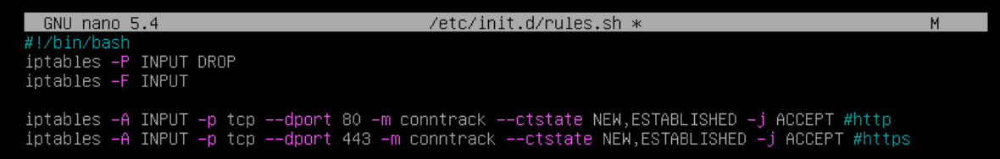 GNU nano 5.4 /etc/init.d/rules.sh * M
#!/bin/bash
iptables -P INPUT DROP
iptables -F INPUT
iptables -A INPUT -p tcp --dport 80 -m conntrack --ctstate NEW,ESTABLISHED -j ACCEPT #http
iptables -A INPUT -p tcp --dport 443 -m conntrack --ctstate NEW,ESTABLISHED -j ACCEPT #https